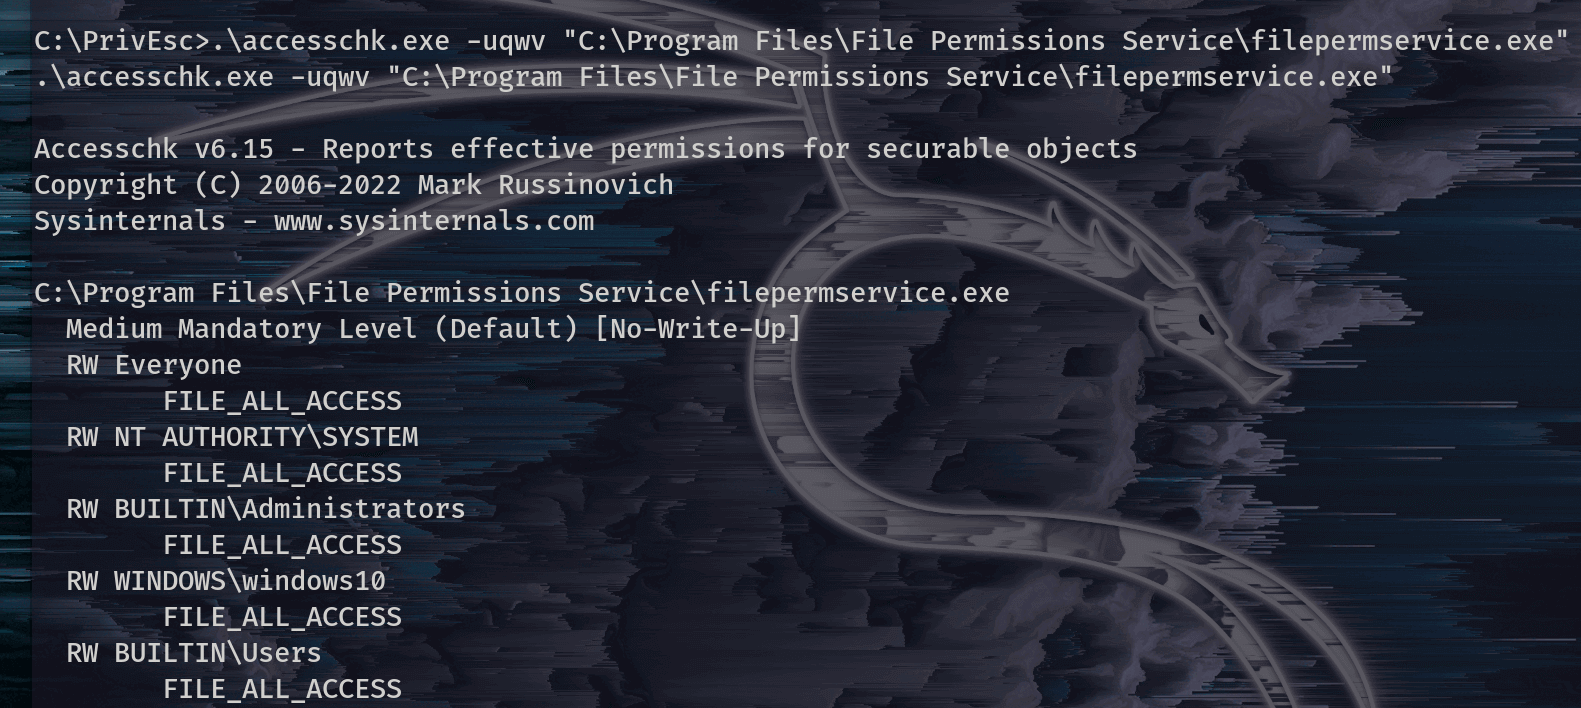 C:\PrivEsc>.\accesschk.exe -uqwv "C:\Program Files\File Permissions Service\filepermservice.exe"
.\accesschk.exe -uqwv "C:\Program Files\File Permissions Service\filepermservice.exe"
Accesschk v6.15 - Reports effective permissions for securable objects
Copyright (C) 2006-2022 Mark Russinovich
Sysinternals - www.sysinternals.com
C:\Program Files\File Permissions Service\filepermservice.exe
  Medium Mandatory Level (Default) [No-Write-Up]
  RW Everyone
        FILE_ALL_ACCESS
  RW NT AUTHORITY\SYSTEM
        FILE_ALL_ACCESS
  RW BUILTIN\Administrators
        FILE_ALL_ACCESS
  RW WINDOWS\windows10
        FILE_ALL_ACCESS
  RW BUILTIN\Users
        FILE_ALL_ACCESS